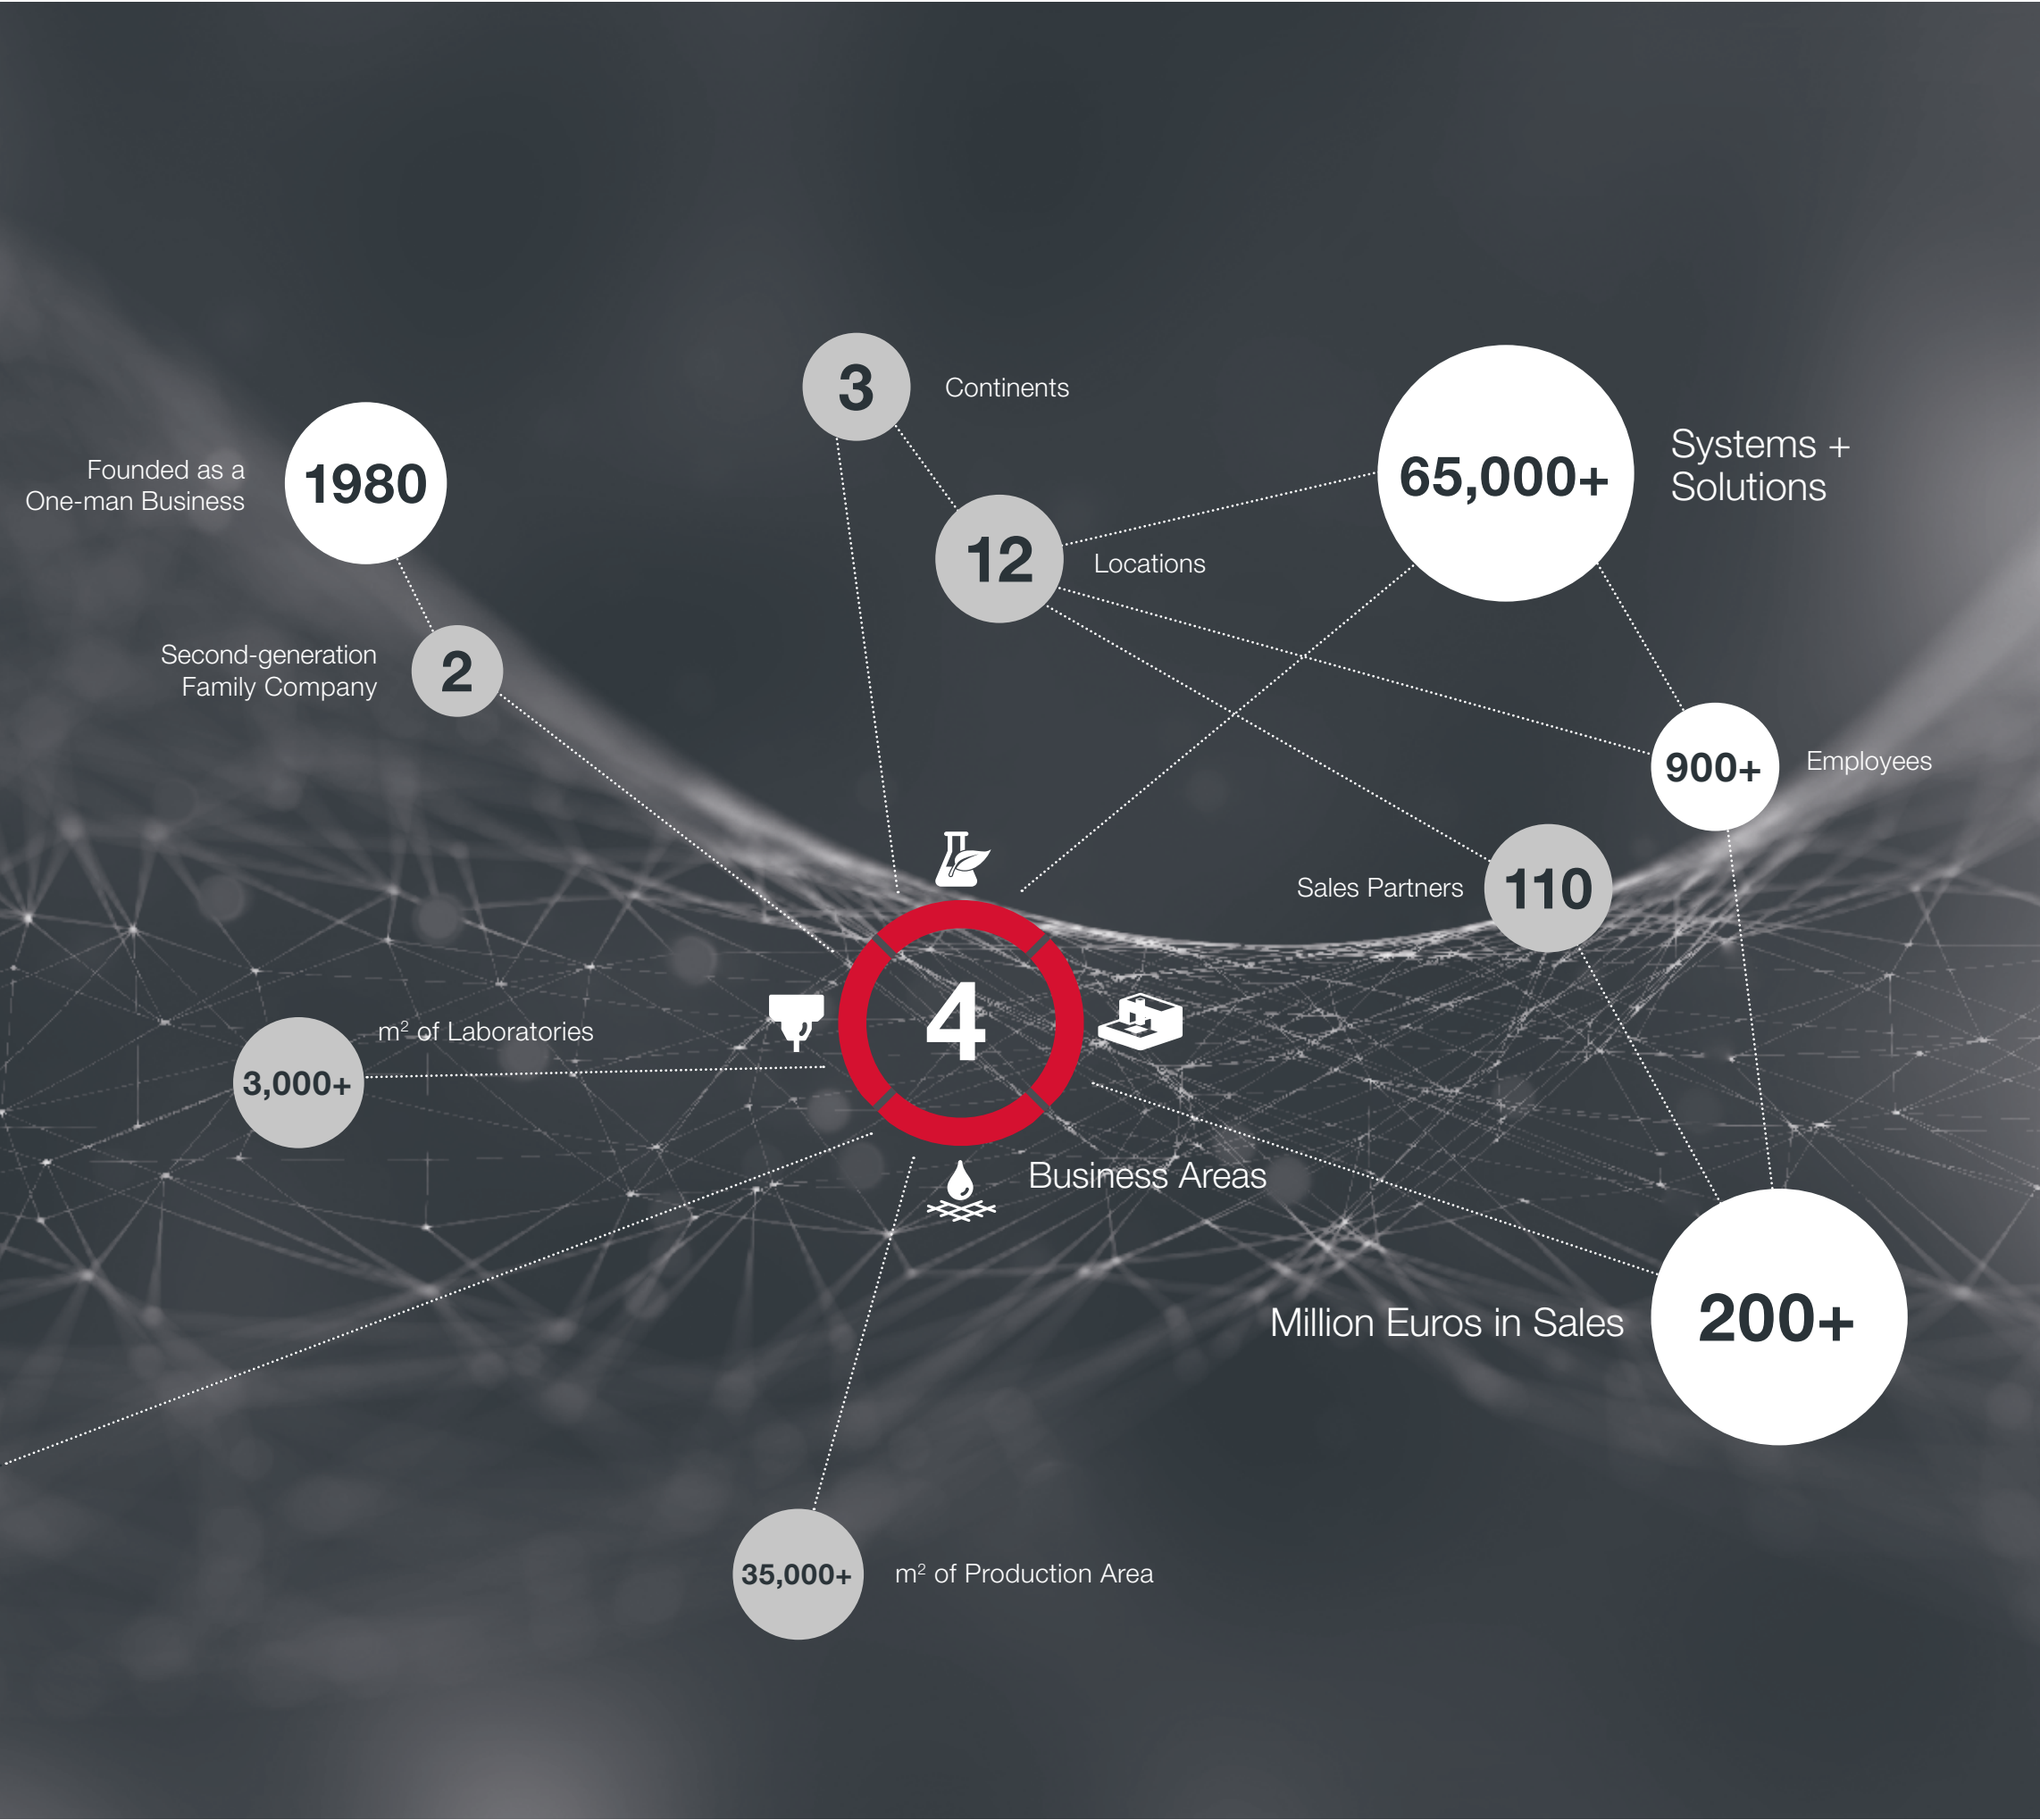 3
Continents
1980
Founded as a
One-man Business
65,000+
Systems +
Solutions
12
Locations
2
Second-generation
Family Company
900+
Employees
Sales Partners
110
4
Business Areas
m² of Laboratories
3,000+
Million Euros in Sales
200+
35,000+
m² of Production Area